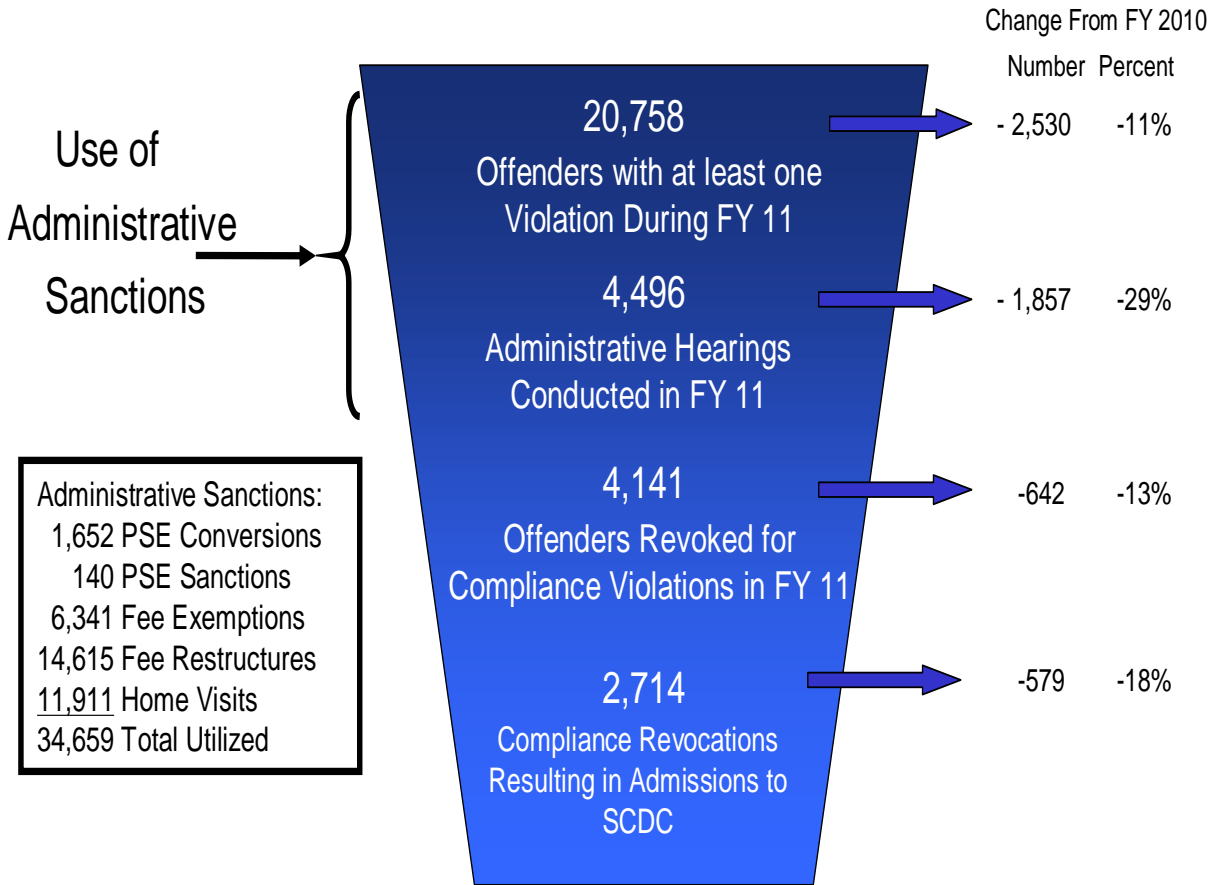 Change From FY 2010
Number Percent
Use of
Administrative
Sanctions
20,758
Offenders with at least one
Violation During FY 11
- 2,530 -11%
4,496
Administrative Hearings
Conducted in FY 11
- 1,857 -29%
4,141
Offenders Revoked for
Compliance Violations in FY 11
-642 -13%
2,714
Compliance Revocations
Resulting in Admissions to
SCDC
-579 -18%
Administrative Sanctions:
1,652 PSE Conversions
140 PSE Sanctions
6,341 Fee Exemptions
14,615 Fee Restructures
11,911 Home Visits
34,659 Total Utilized